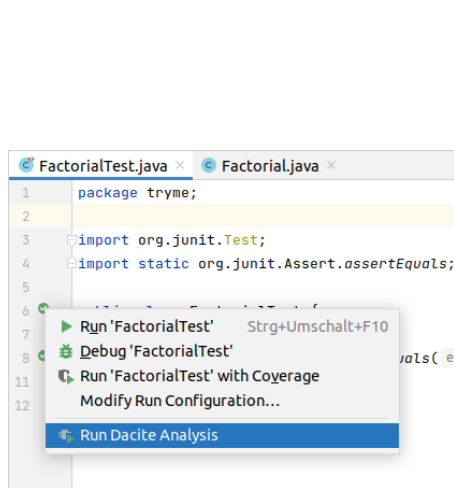 FactorialTest.java × Factorial.java ×
1 package tryme;
2
3 import org.junit.Test;
4 import static org.junit.Assert.assertEquals;
5
6
7 Run 'FactorialTest' Strg+Umschalt+F10
Debug 'FactorialTest'
8
Run 'FactorialTest' with Coverage
11
Modify Run Configuration...
12
Run Dacite Analysis